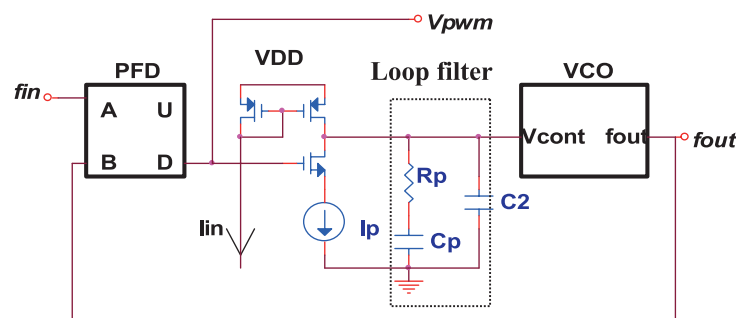 Vpwm
PFD
VDD
Loop filter
VCO
fin
A U
B D
Vcont fout
fout
Rp
C2
Iin
Ip
Cp